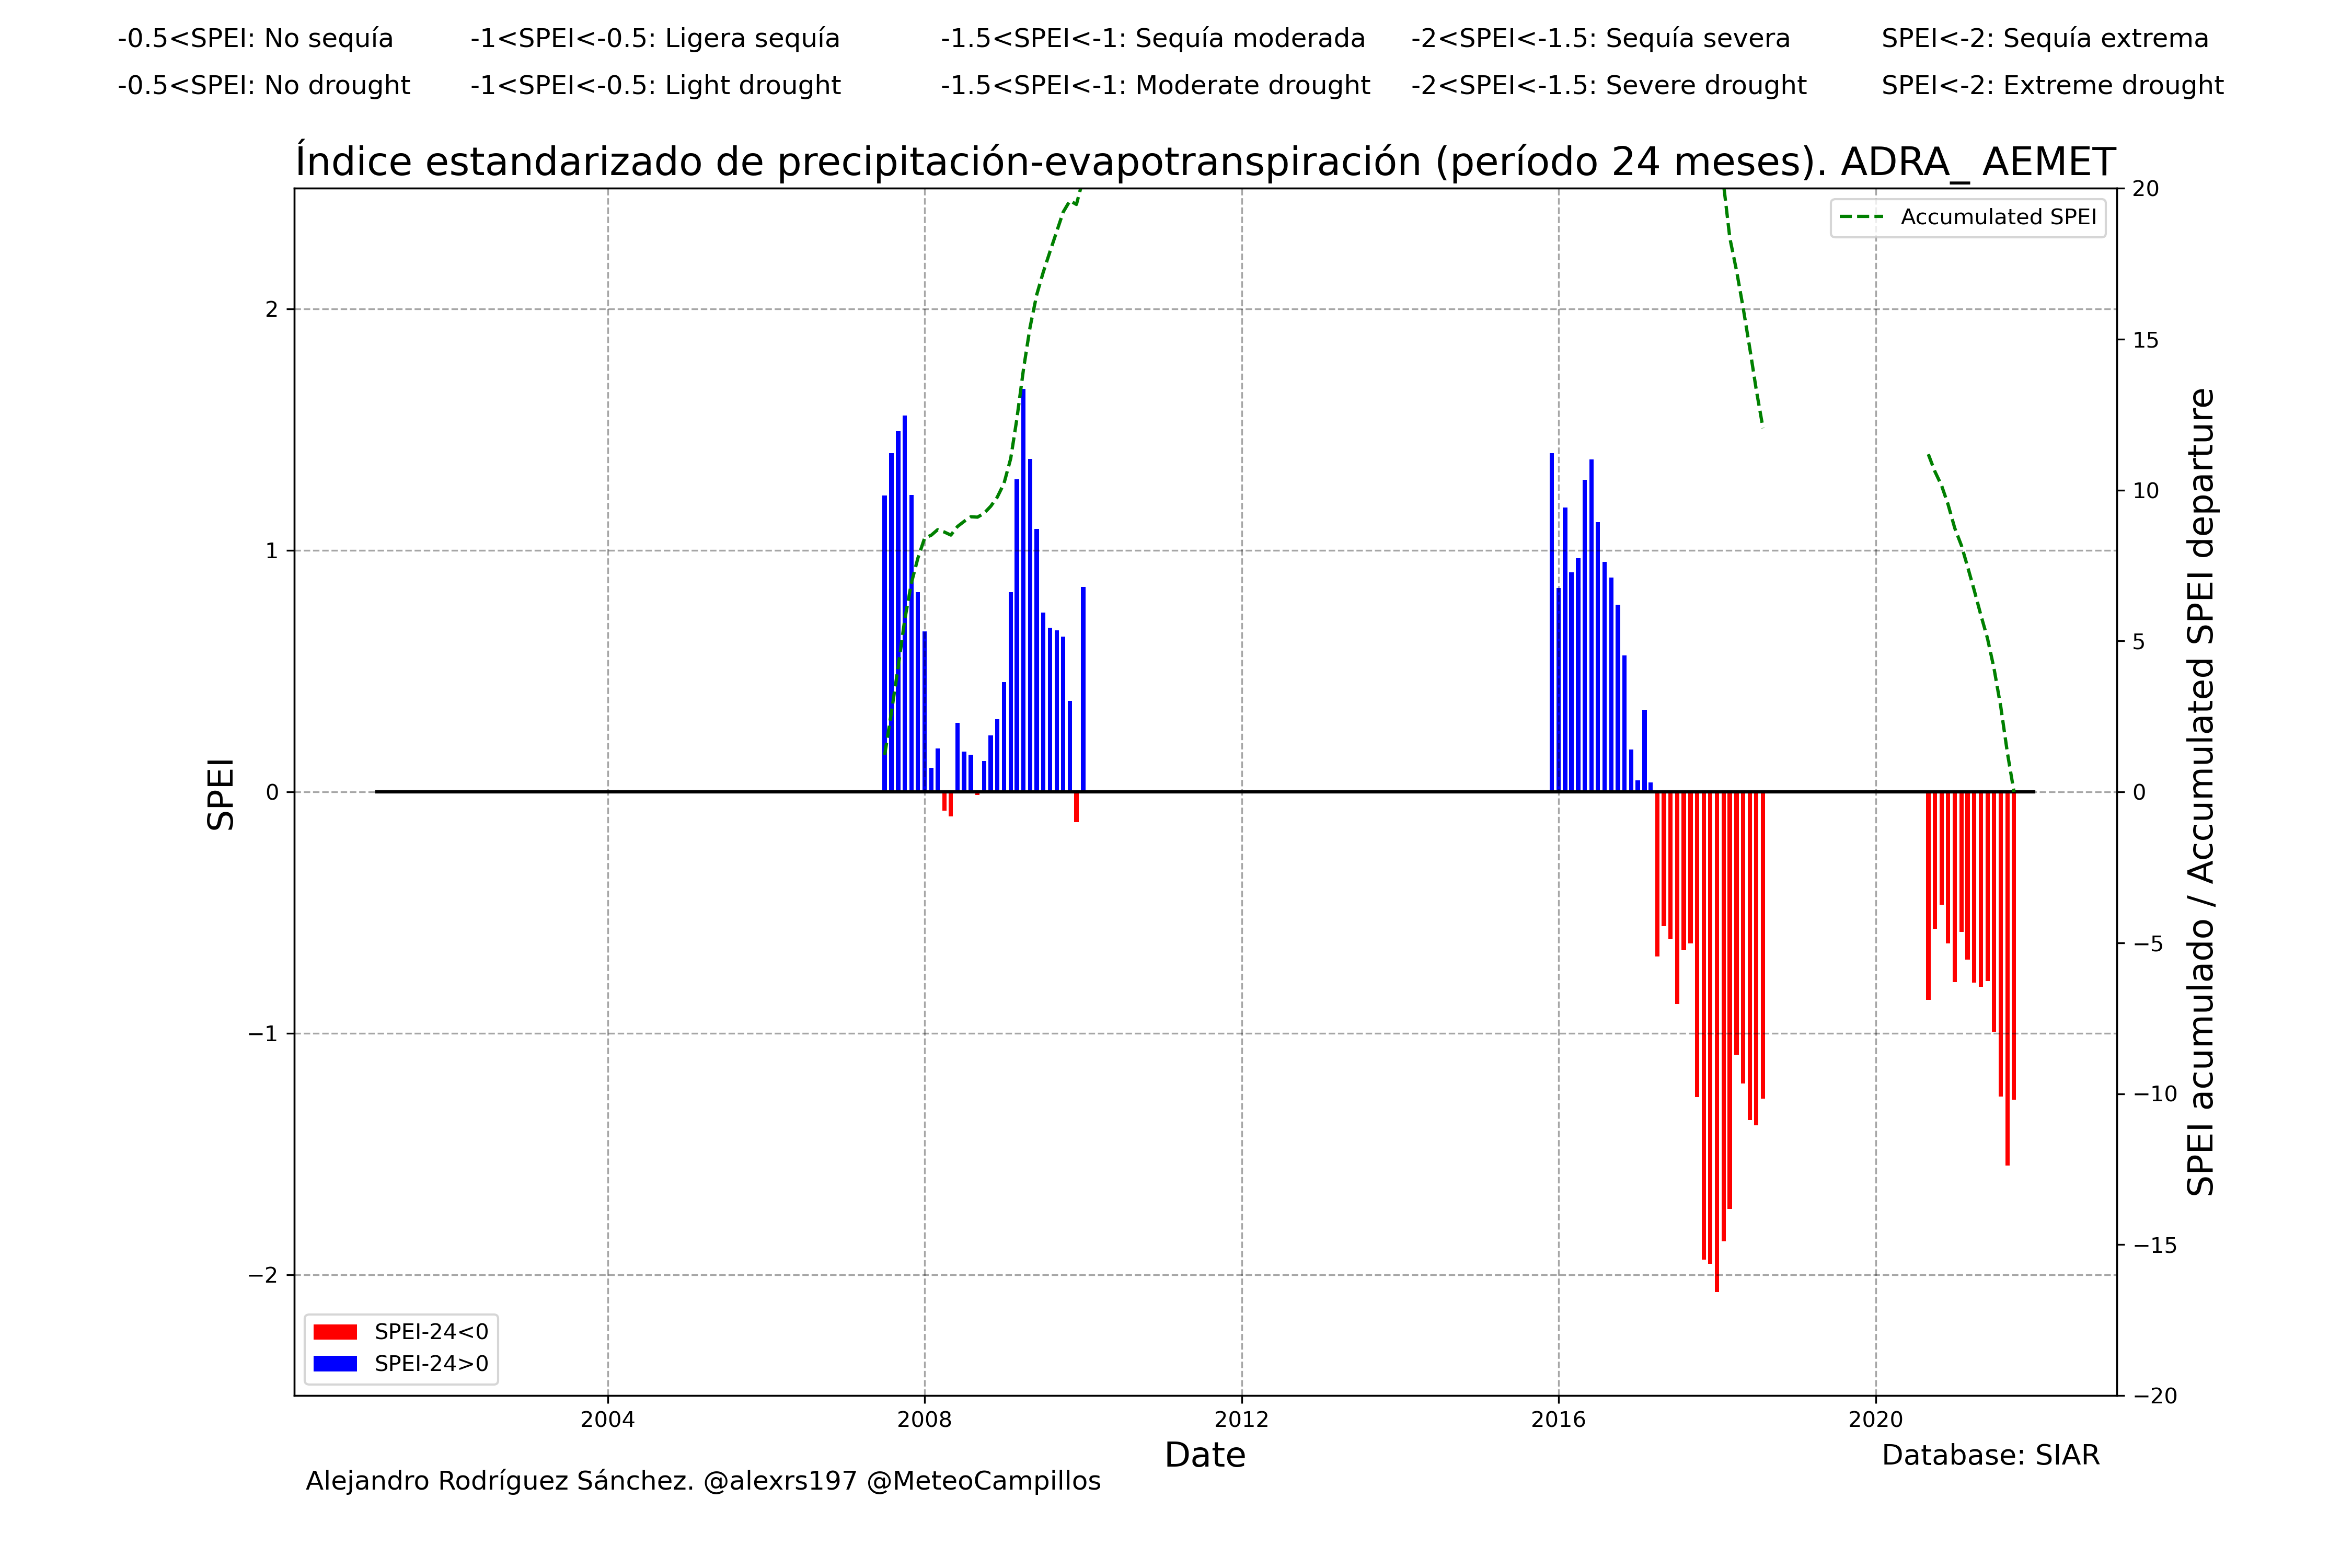 -0.5<SPEI: No sequía -1<SPEI<-0.5: Ligera sequía -1.5<SPEI<-1: Sequía moderada -2<SPEI<-1.5: Sequía severa SPEI<-2: Sequía extrema
-0.5<SPEI: No drought -1<SPEI<-0.5: Light drought -1.5<SPEI<-1: Moderate drought -2<SPEI<-1.5: Severe drought SPEI<-2: Extreme drought
Índice estandarizado de precipitación-evapotranspiración (período 24 meses). ADRA_ AEMET
Accumulated SPEI
SPEI
2
1
0
−1
−2
20
15
10
5
0
−5
−10
−15
−20
SPEI acumulado / Accumulated SPEI departure
SPEI-24<0
SPEI-24>0
2004 2008 2012 2016 2020
Date
Database: SIAR
Alejandro Rodríguez Sánchez. @alexrs197 @MeteoCampillos